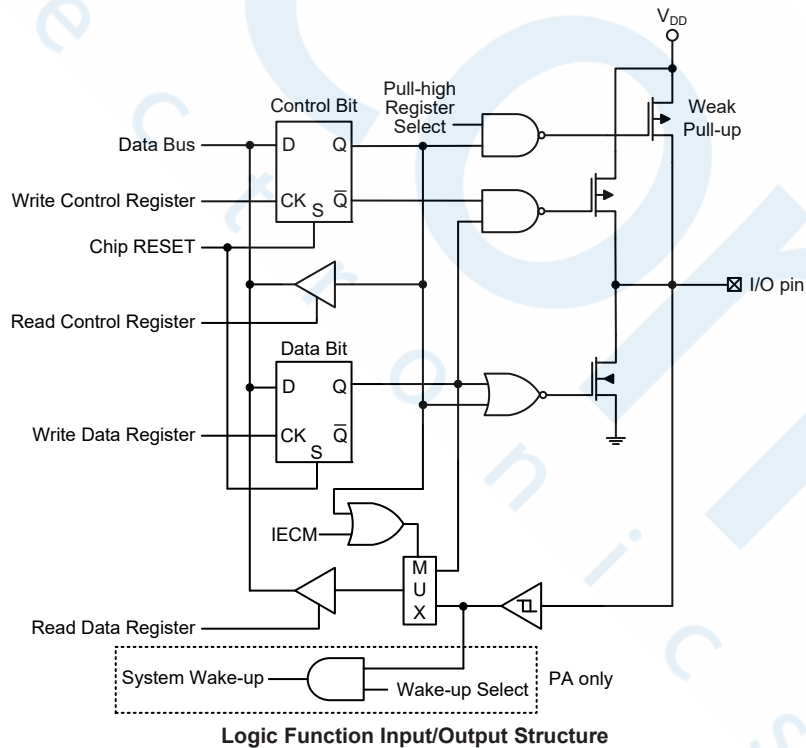 VDD
Pull-high
Register
Select
Control Bit
Weak
Pull-up
Data Bus
D
Q
Write Control Register
CK
S
Q̅
Chip RESET
I/O pin
Read Control Register
Data Bit
D
Q
Write Data Register
CK
Q̅
S
IECM
M
U
X
Read Data Register
System Wake-up
Wake-up Select
PA only
Logic Function Input/Output Structure